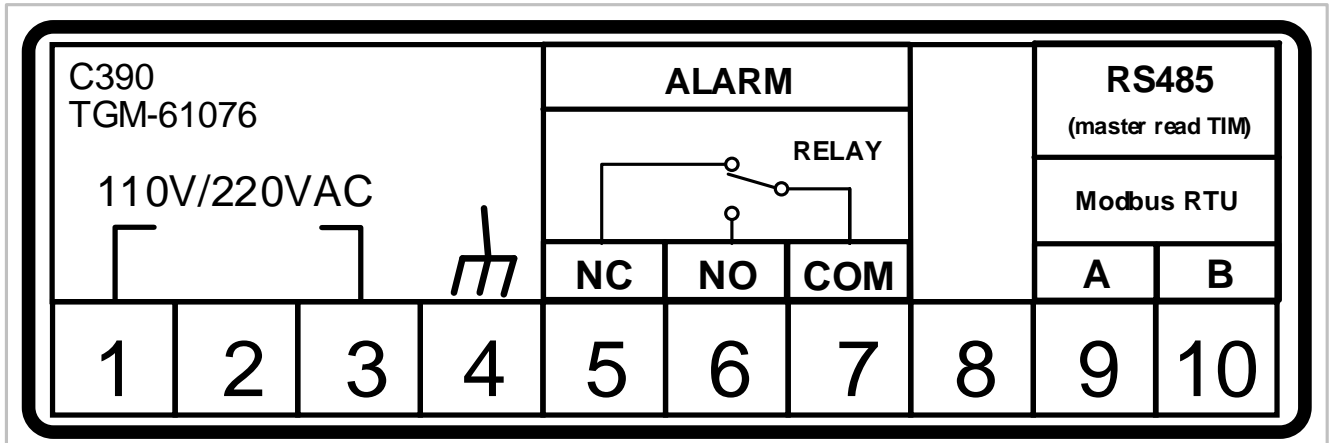 C390
TGM-61076
110V/220VAC
ALARM
RELAY
NC NO COM
RS485
(master read TIM)
Modbus RTU
A B
1 2 3 4 5 6 7 8 9 10